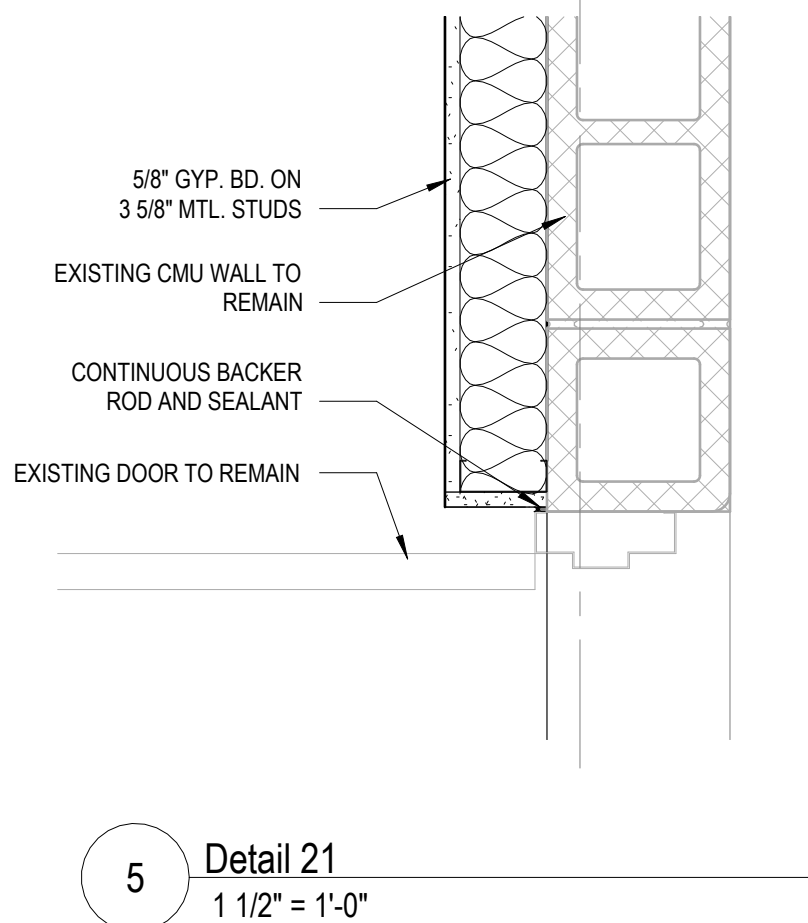 5/8" GYP. BD. ON
3 5/8" MTL. STUDS
EXISTING CMU WALL TO
REMAIN
CONTINUOUS BACKER
ROD AND SEALANT
EXISTING DOOR TO REMAIN
5
Detail 21
1 1/2" = 1'-0"